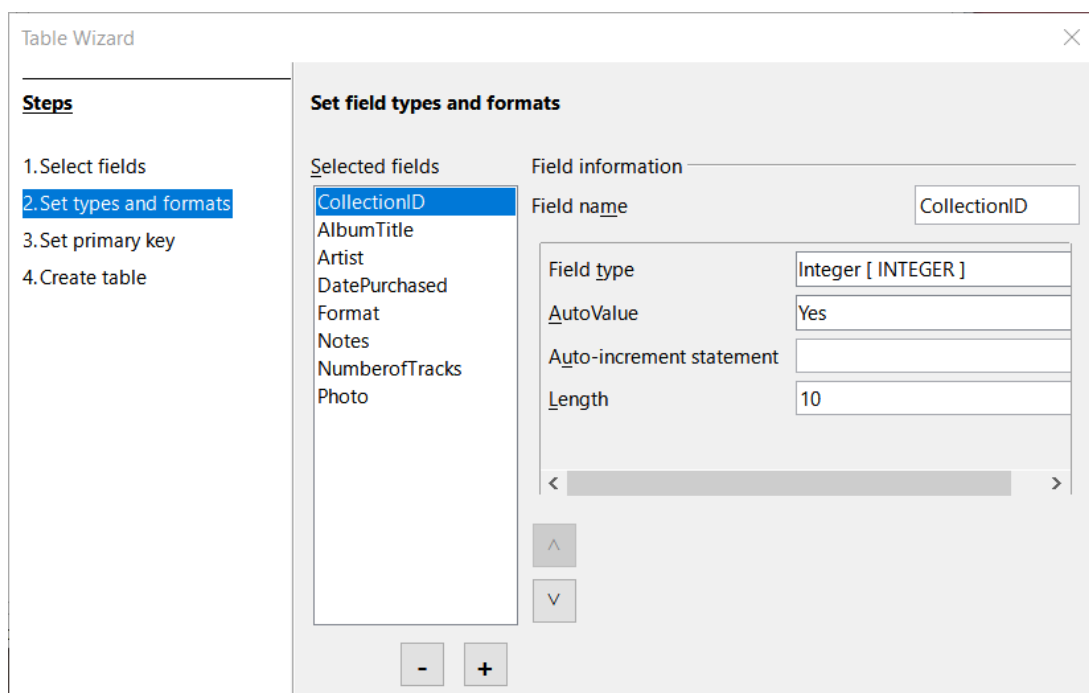 Table Wizard
Steps
1.Select fields
2.Set types and formats
3.Set primary key
4.Create table
Set field types and formats
Selected fields
CollectionID
AlbumTitle
Artist
DatePurchased
Format
Notes
NumberofTracks
Photo
- +
Field information
Field name CollectionID
Field type Integer [ INTEGER ]
AutoValue Yes
Auto-increment statement
Length 10